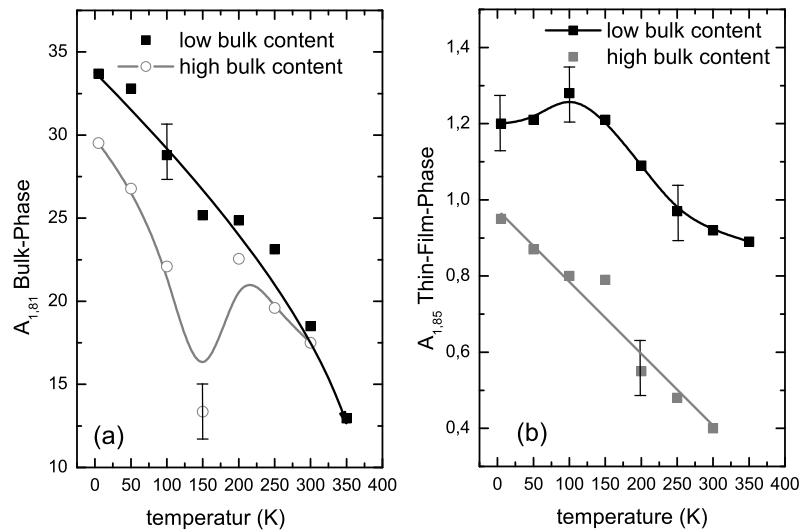 low bulk content
high bulk content
35
30
25
20
15
10
A1,81 Bulk-Phase
(a)
0 50 100 150 200 250 300 350 400
temperatur (K)
low bulk content
high bulk content
1,4
1,2
1,0
0,8
0,6
0,4
A1,85 Thin-Film-Phase
(b)
0 50 100 150 200 250 300 350 400
temperature (K)